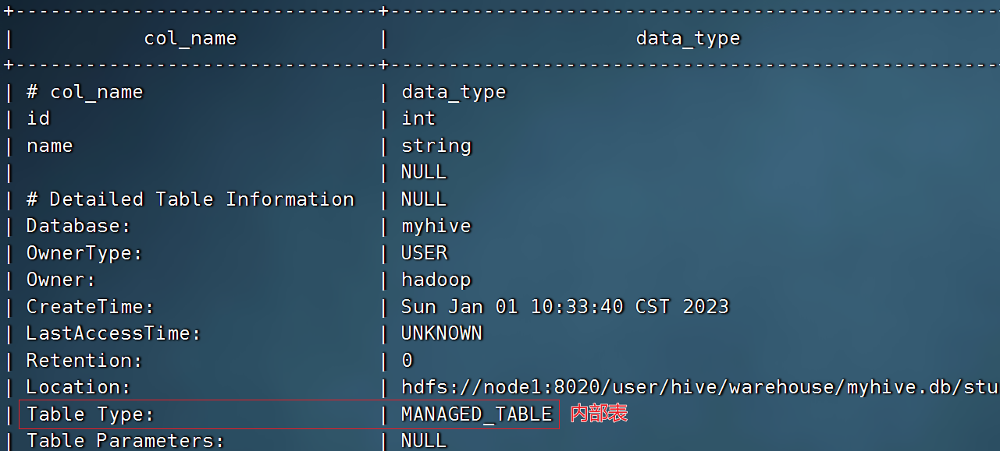 +-------------------------------+----------------------------------------------------
| col_name | data_type
+-------------------------------+----------------------------------------------------
| # col_name | data_type
| id | int
| name | string
| | NULL
| # Detailed Table Information | NULL
| Database: | myhive
| OwnerType: | USER
| Owner: | hadoop
| CreateTime: | Sun Jan 01 10:33:40 CST 2023
| LastAccessTime: | UNKNOWN
| Retention: | 0
| Location: | hdfs://node1:8020/user/hive/warehouse/myhive.db/stu
| Table Type: | MANAGED_TABLE 内部表
| Table Parameters: | NULL